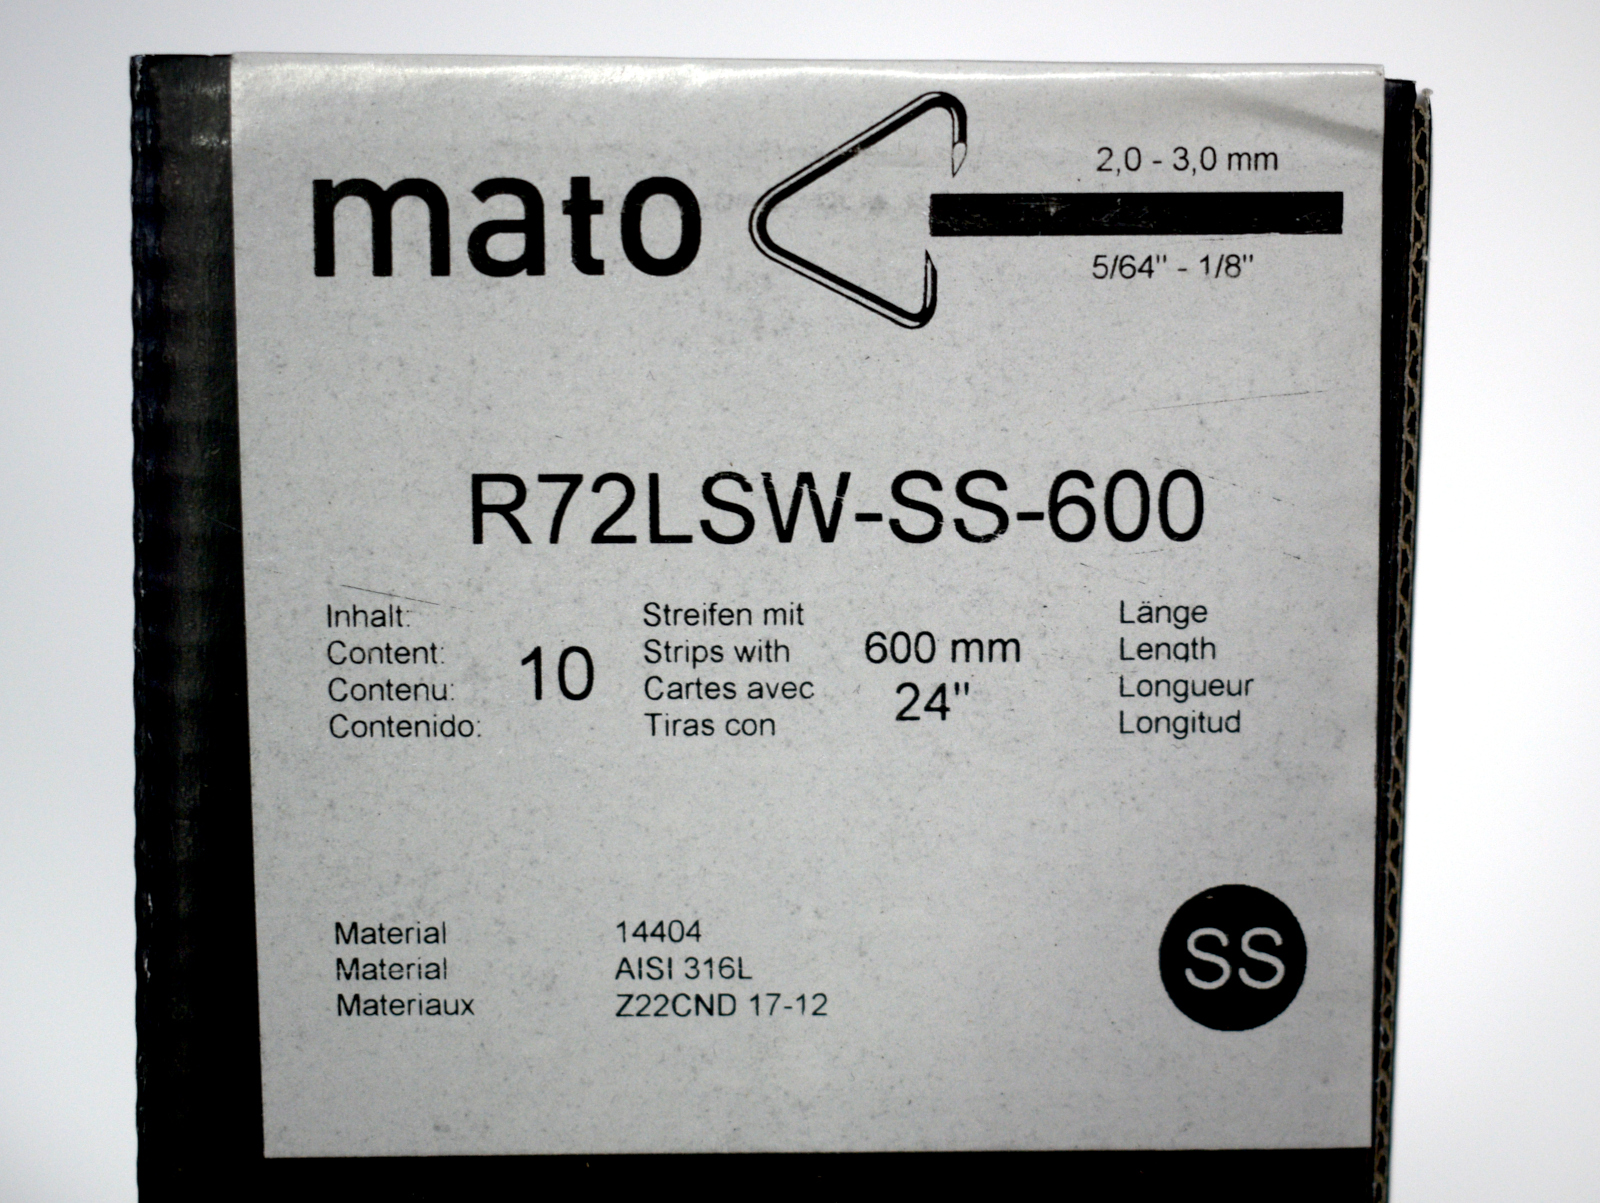 mato
2,0 - 3,0 mm
5/64" - 1/8"
R72LSW-SS-600
Inhalt:
Content:
Contenu:
Contenido:
10
Streifen mit
Strips with
Cartes avec
Tiras con
600 mm
24"
Länge
Length
Longueur
Longitud
Material 14404
Material AISI 316L
Materiaux Z22CND 17-12
SS